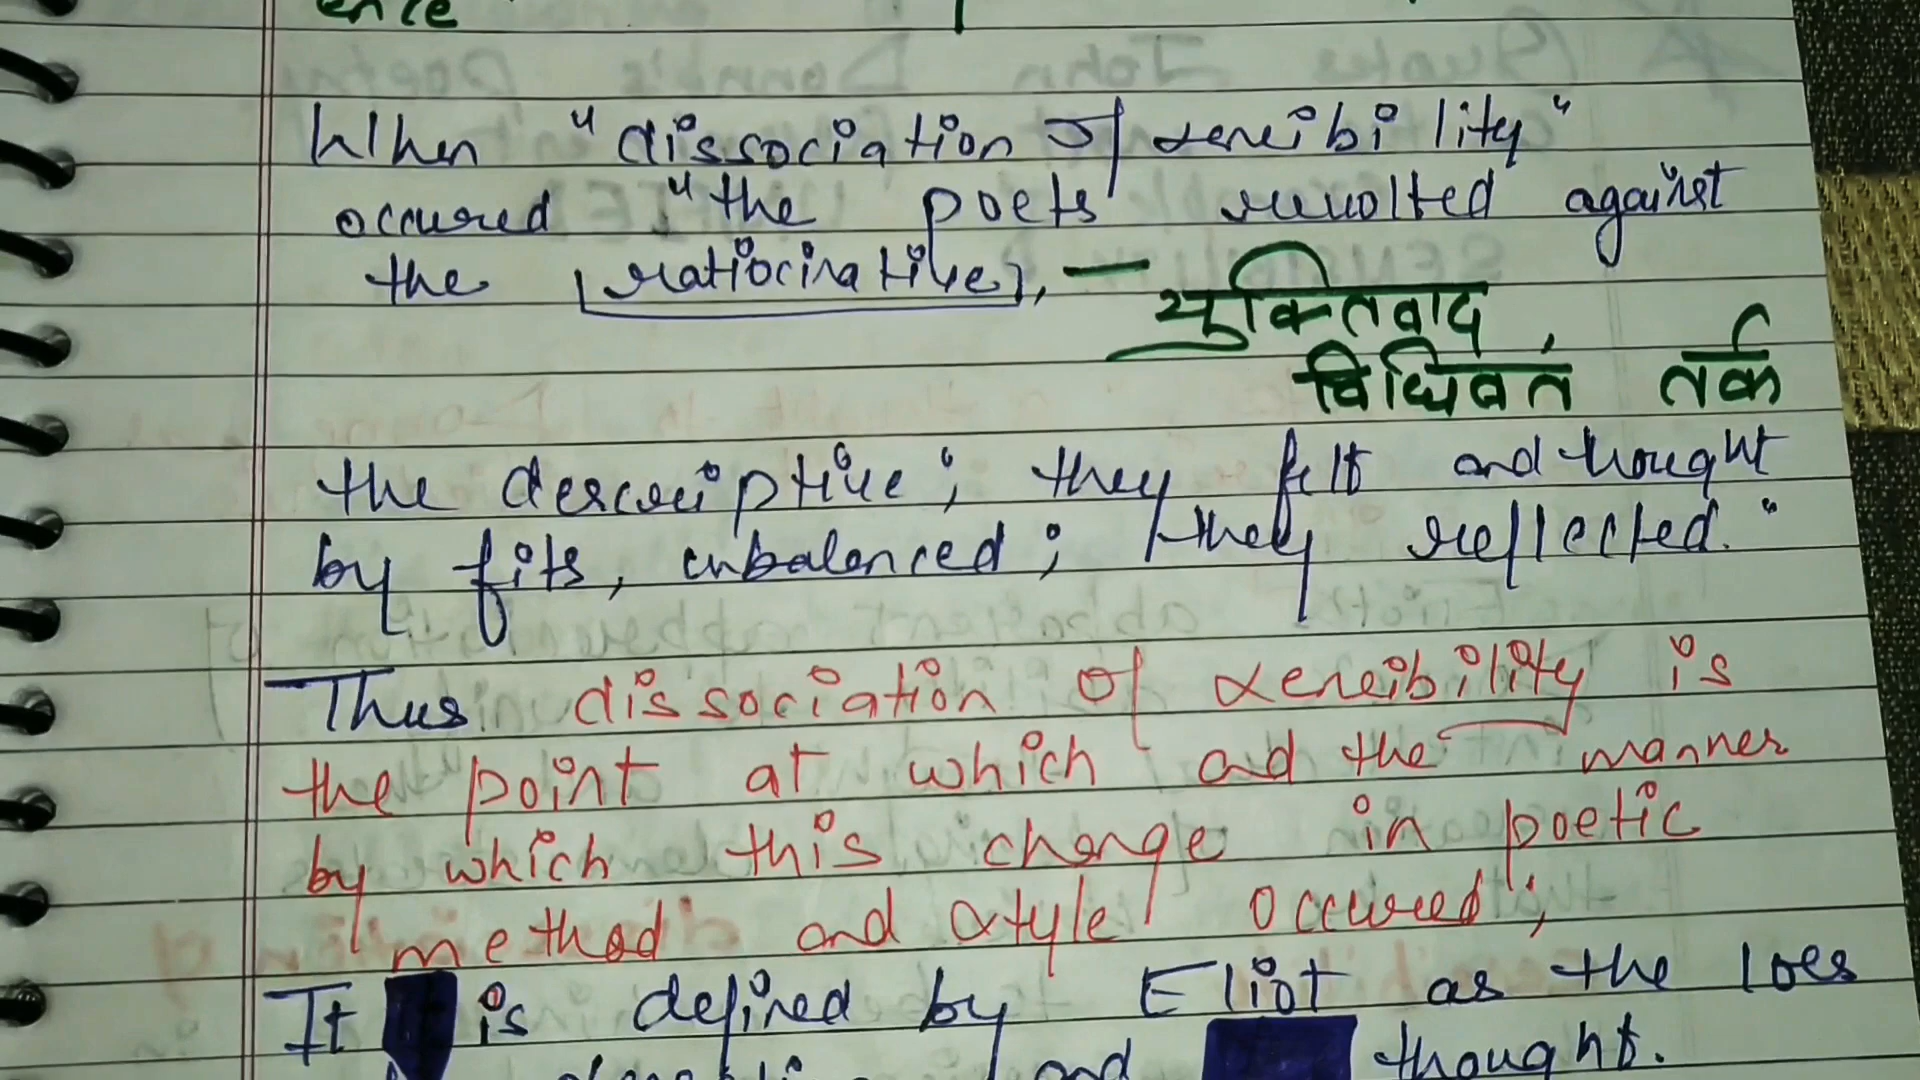 ence
When "dissociation of sensibility"
occured "the poets revolted against
the [ratiocinative], —
युक्तिवाद,
विधिवत तर्क
the descriptive; they felt and thought
by fits, unbalanced; they reflected."
Thus dissociation of sensibility is
the point at which and the manner
by which this change in poetic
method and style occured;
It is defined by Eliot as the loss
and thought.